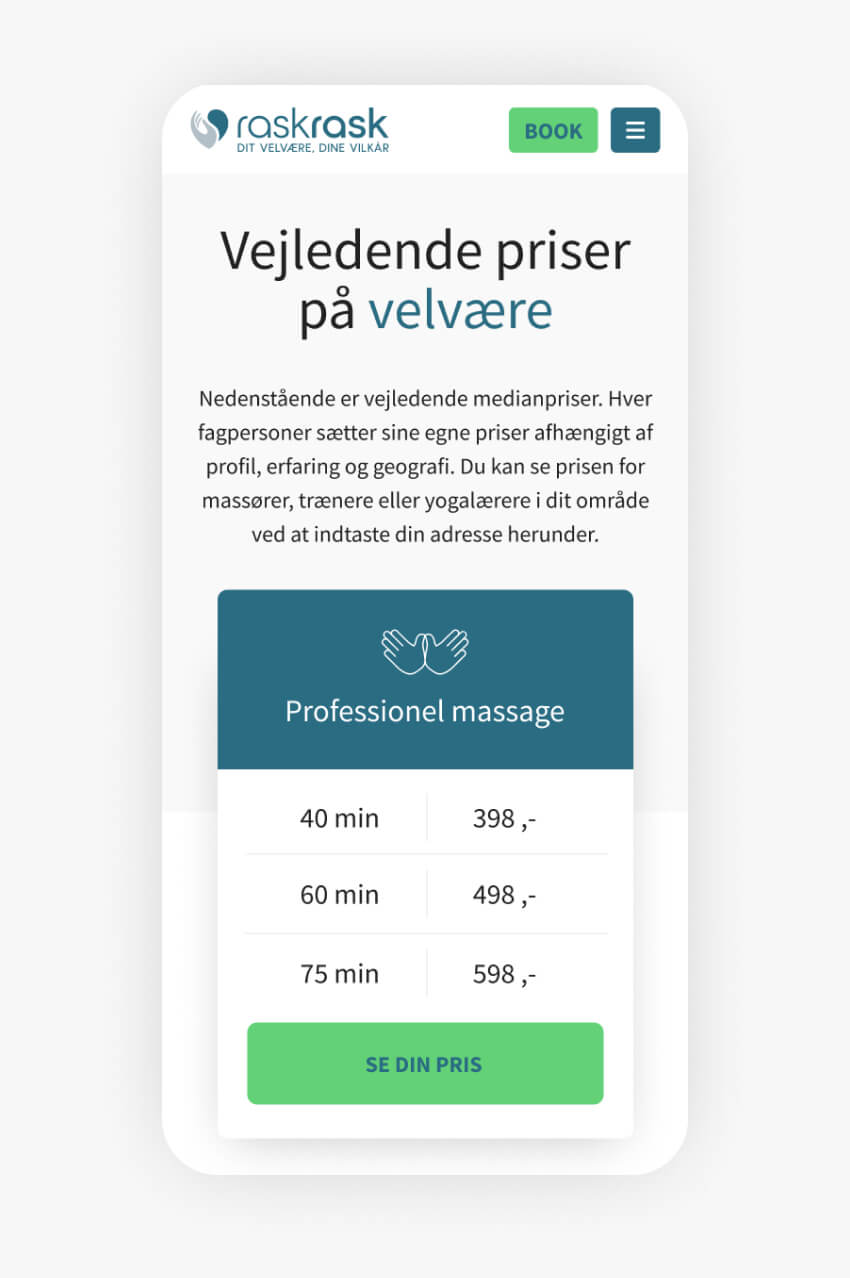 raskrask
DIT VELVÆRE, DINE VILKÅR
BOOK
Vejledende priser
på velvære
Nedenstående er vejledende medianpriser. Hver
fagpersoner sætter sine egne priser afhængigt af
profil, erfaring og geografi. Du kan se prisen for
massører, trænere eller yogalærere i dit område
ved at indtaste din adresse herunder.
Professionel massage
40 min 398 ,-
60 min 498 ,-
75 min 598 ,-
SE DIN PRIS